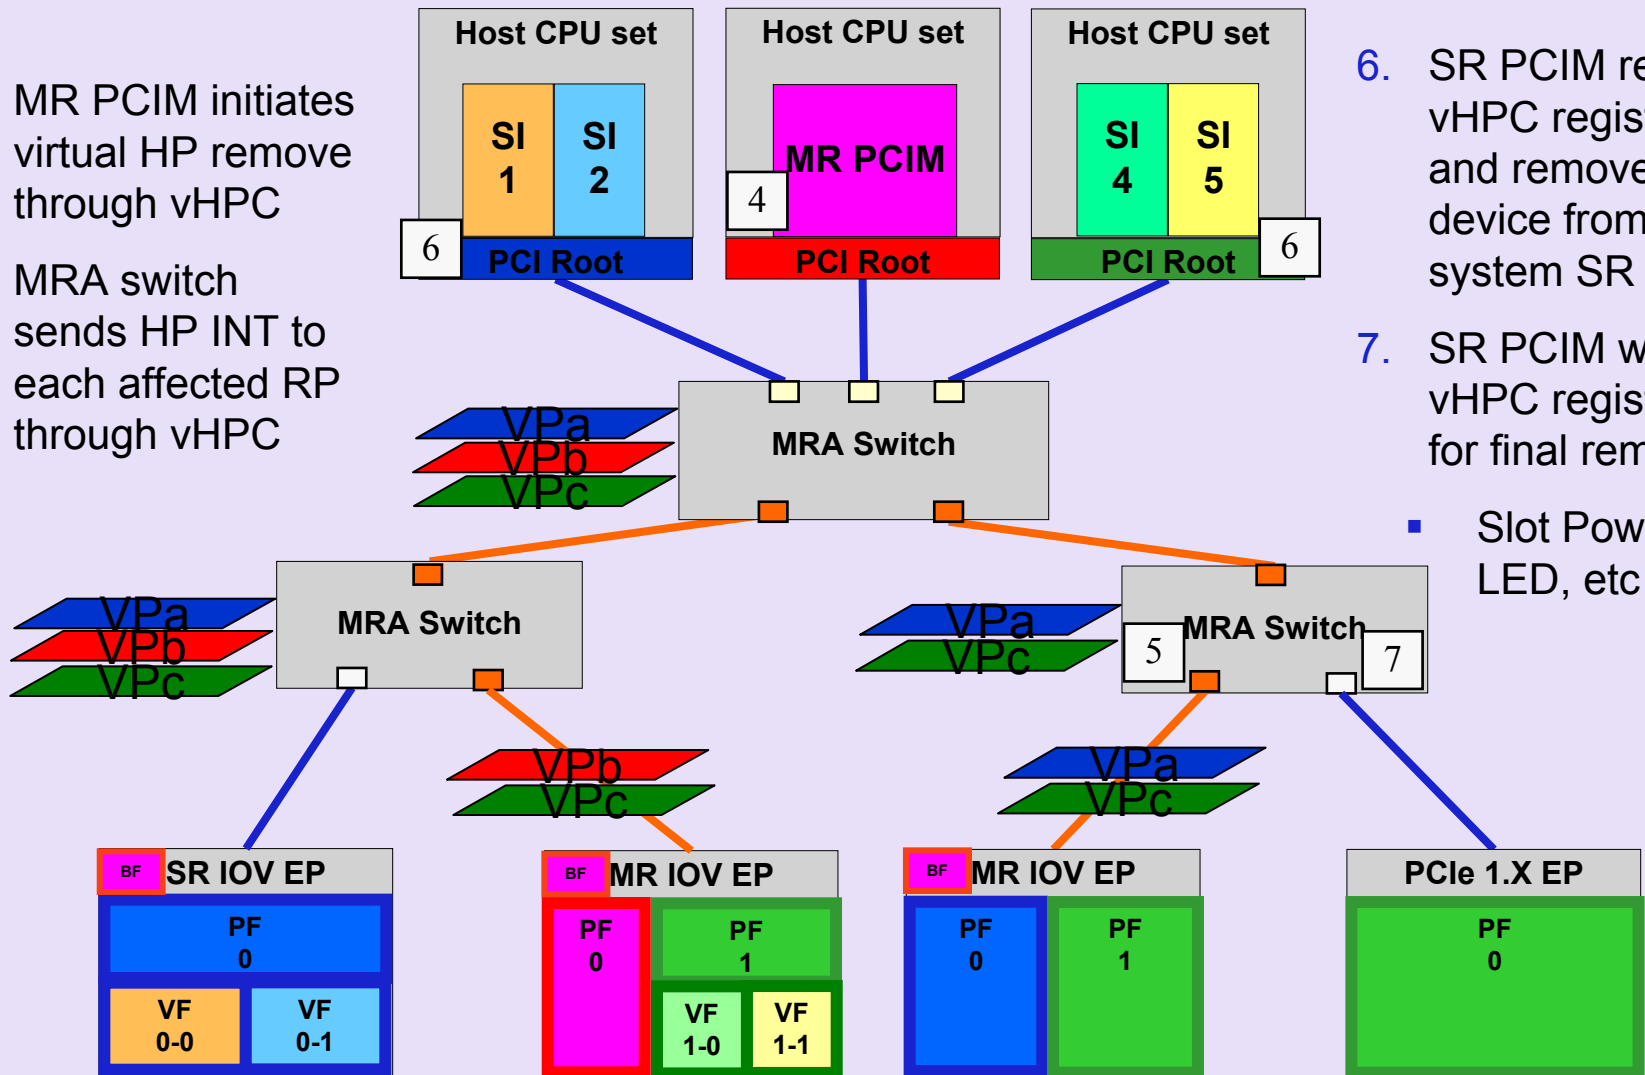 MR PCIM initiates
virtual HP remove
through vHPC
MRA switch
sends HP INT to
each affected RP
through vHPC
Host CPU set
Host CPU set
Host CPU set
SI
1
SI
2
MR PCIM
SI
4
SI
5
6
4
6
PCI Root
PCI Root
PCI Root
6. SR PCIM re
vHPC regist
and remove
device from
system SR
7. SR PCIM w
vHPC regist
for final rem
▪ Slot Pow
LED, etc
VPa
VPb
VPc
MRA Switch
VPa
VPb
VPc
MRA Switch
VPa
VPc
MRA Switch
5
7
VPb
VPc
VPa
VPc
BF
SR IOV EP
PF
0
VF
0-0
VF
0-1
BF
MR IOV EP
PF
0
PF
1
VF
1-0
VF
1-1
BF
MR IOV EP
PF
0
PF
1
PCIe 1.X EP
PF
0